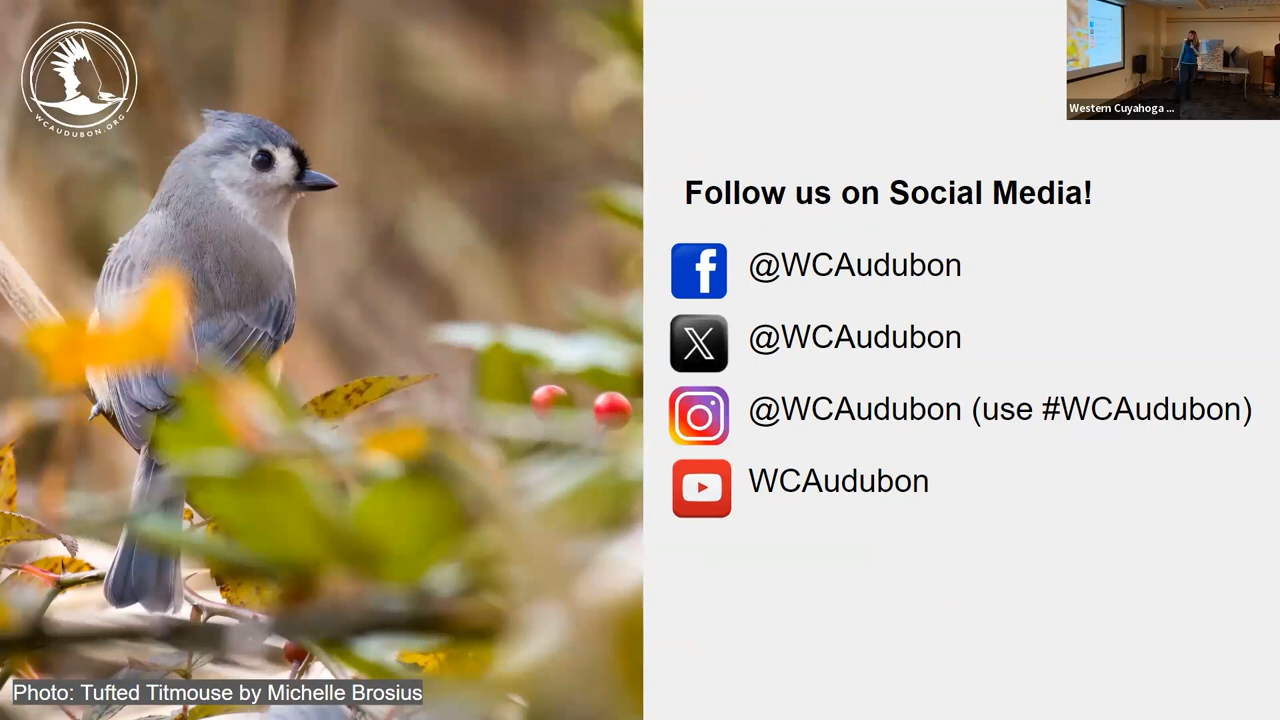 WCAUDUBON.ORG
Western Cuyahoga ...
Follow us on Social Media!
@WCAudubon
@WCAudubon
@WCAudubon (use #WCAudubon)
WCAudubon
Photo: Tufted Titmouse by Michelle Brosius